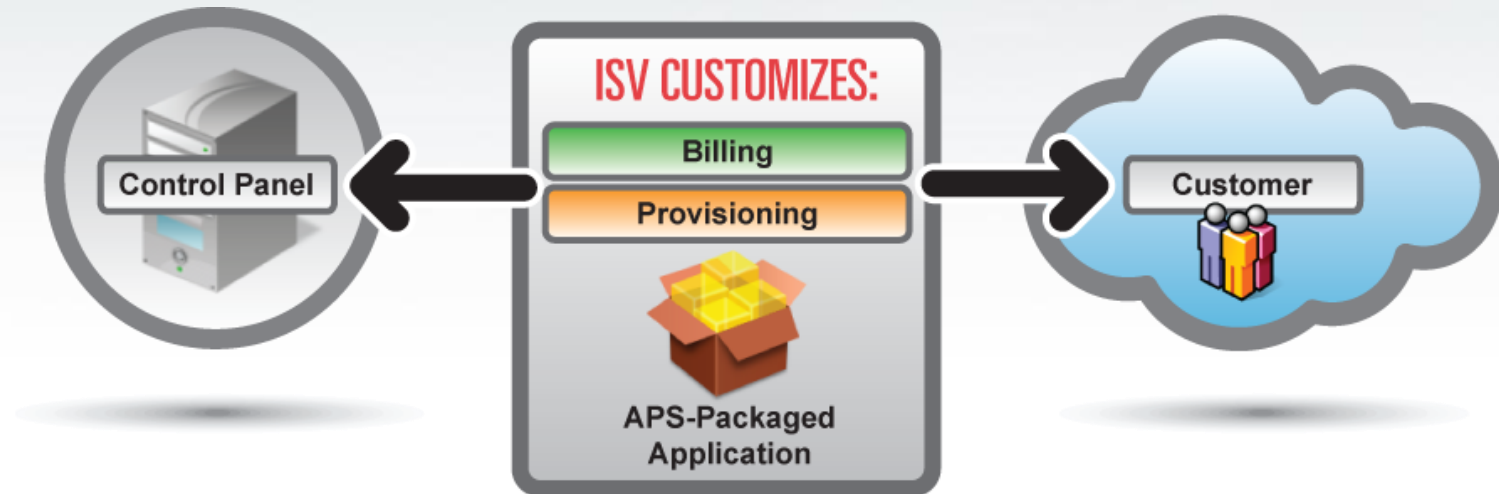 ISV CUSTOMIZES:
Control Panel
Billing
Provisioning
Customer
APS-Packaged
Application